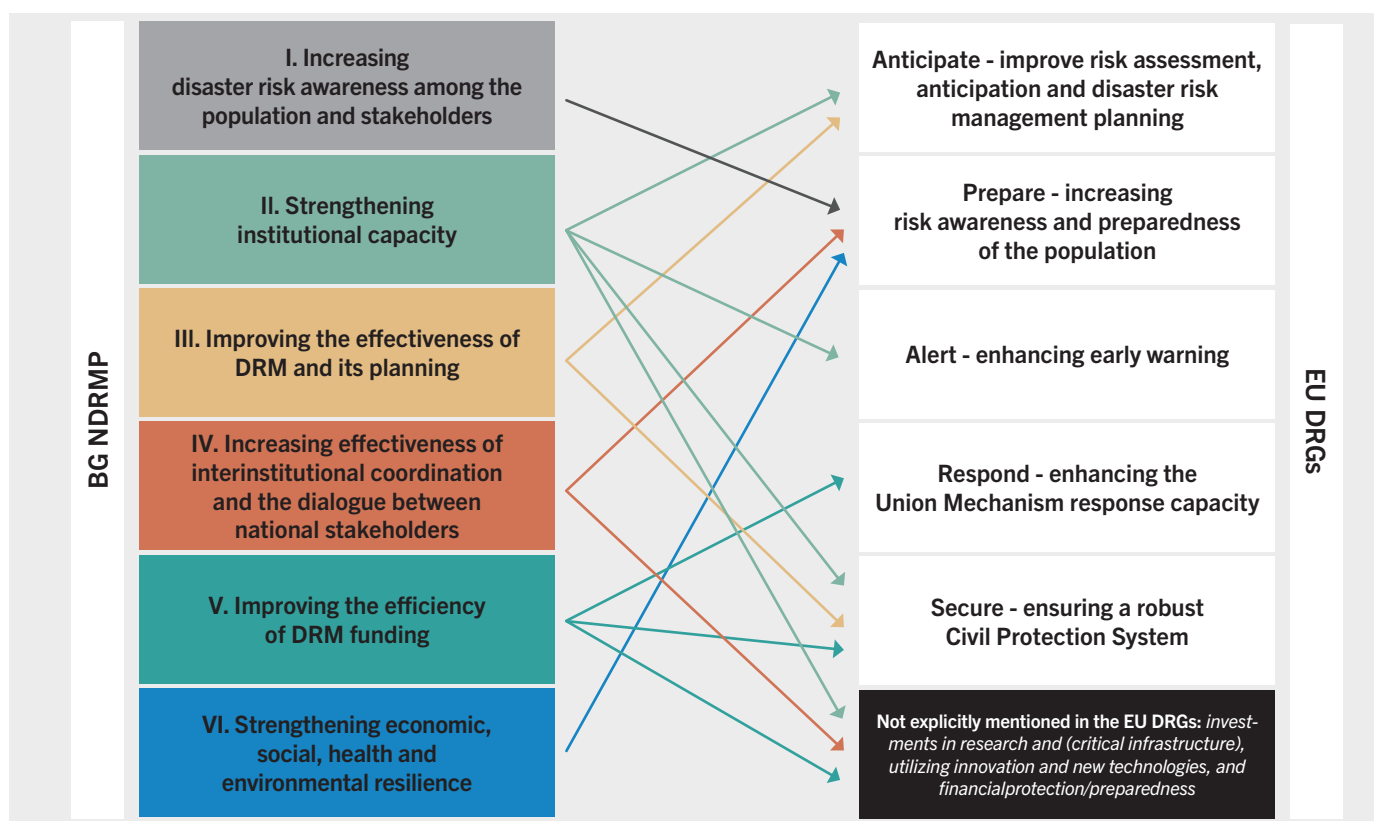 BG NDRMP
I. Increasing
disaster risk awareness among the
population and stakeholders
II. Strengthening
institutional capacity
III. Improving the effectiveness of
DRM and its planning
IV. Increasing effectiveness of
interinstitutional coordination
and the dialogue between
national stakeholders
V. Improving the efficiency
of DRM funding
VI. Strengthening economic,
social, health and
environmental resilience
Anticipate - improve risk assessment,
anticipation and disaster risk
management planning
Prepare - increasing
risk awareness and preparedness
of the population
Alert - enhancing early warning
Respond - enhancing the
Union Mechanism response capacity
Secure - ensuring a robust
Civil Protection System
Not explicitly mentioned in the EU DRGs: invest-
ments in research and (critical infrastructure),
utilizing innovation and new technologies, and
financialprotection/preparedness
EU DRGs